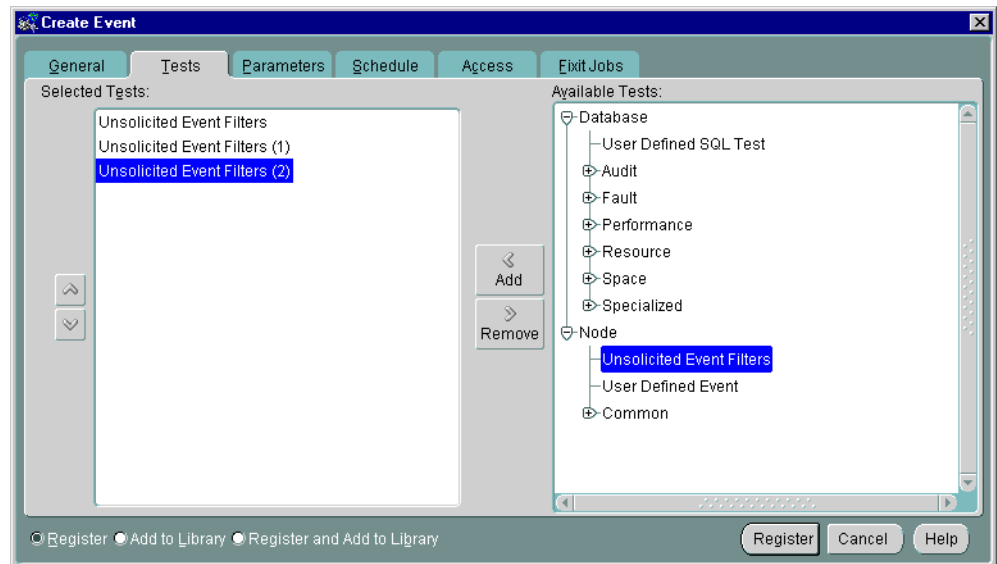 Create Event
General Tests Parameters Schedule Access Fixit Jobs
Selected Tests:
Unsolicited Event Filters
Unsolicited Event Filters (1)
Unsolicited Event Filters (2)
Add
Remove
Available Tests:
Database
User Defined SQL Test
Audit
Fault
Performance
Resource
Space
Specialized
Node
Unsolicited Event Filters
User Defined Event
Common
Register Add to Library Register and Add to Library
Register Cancel Help